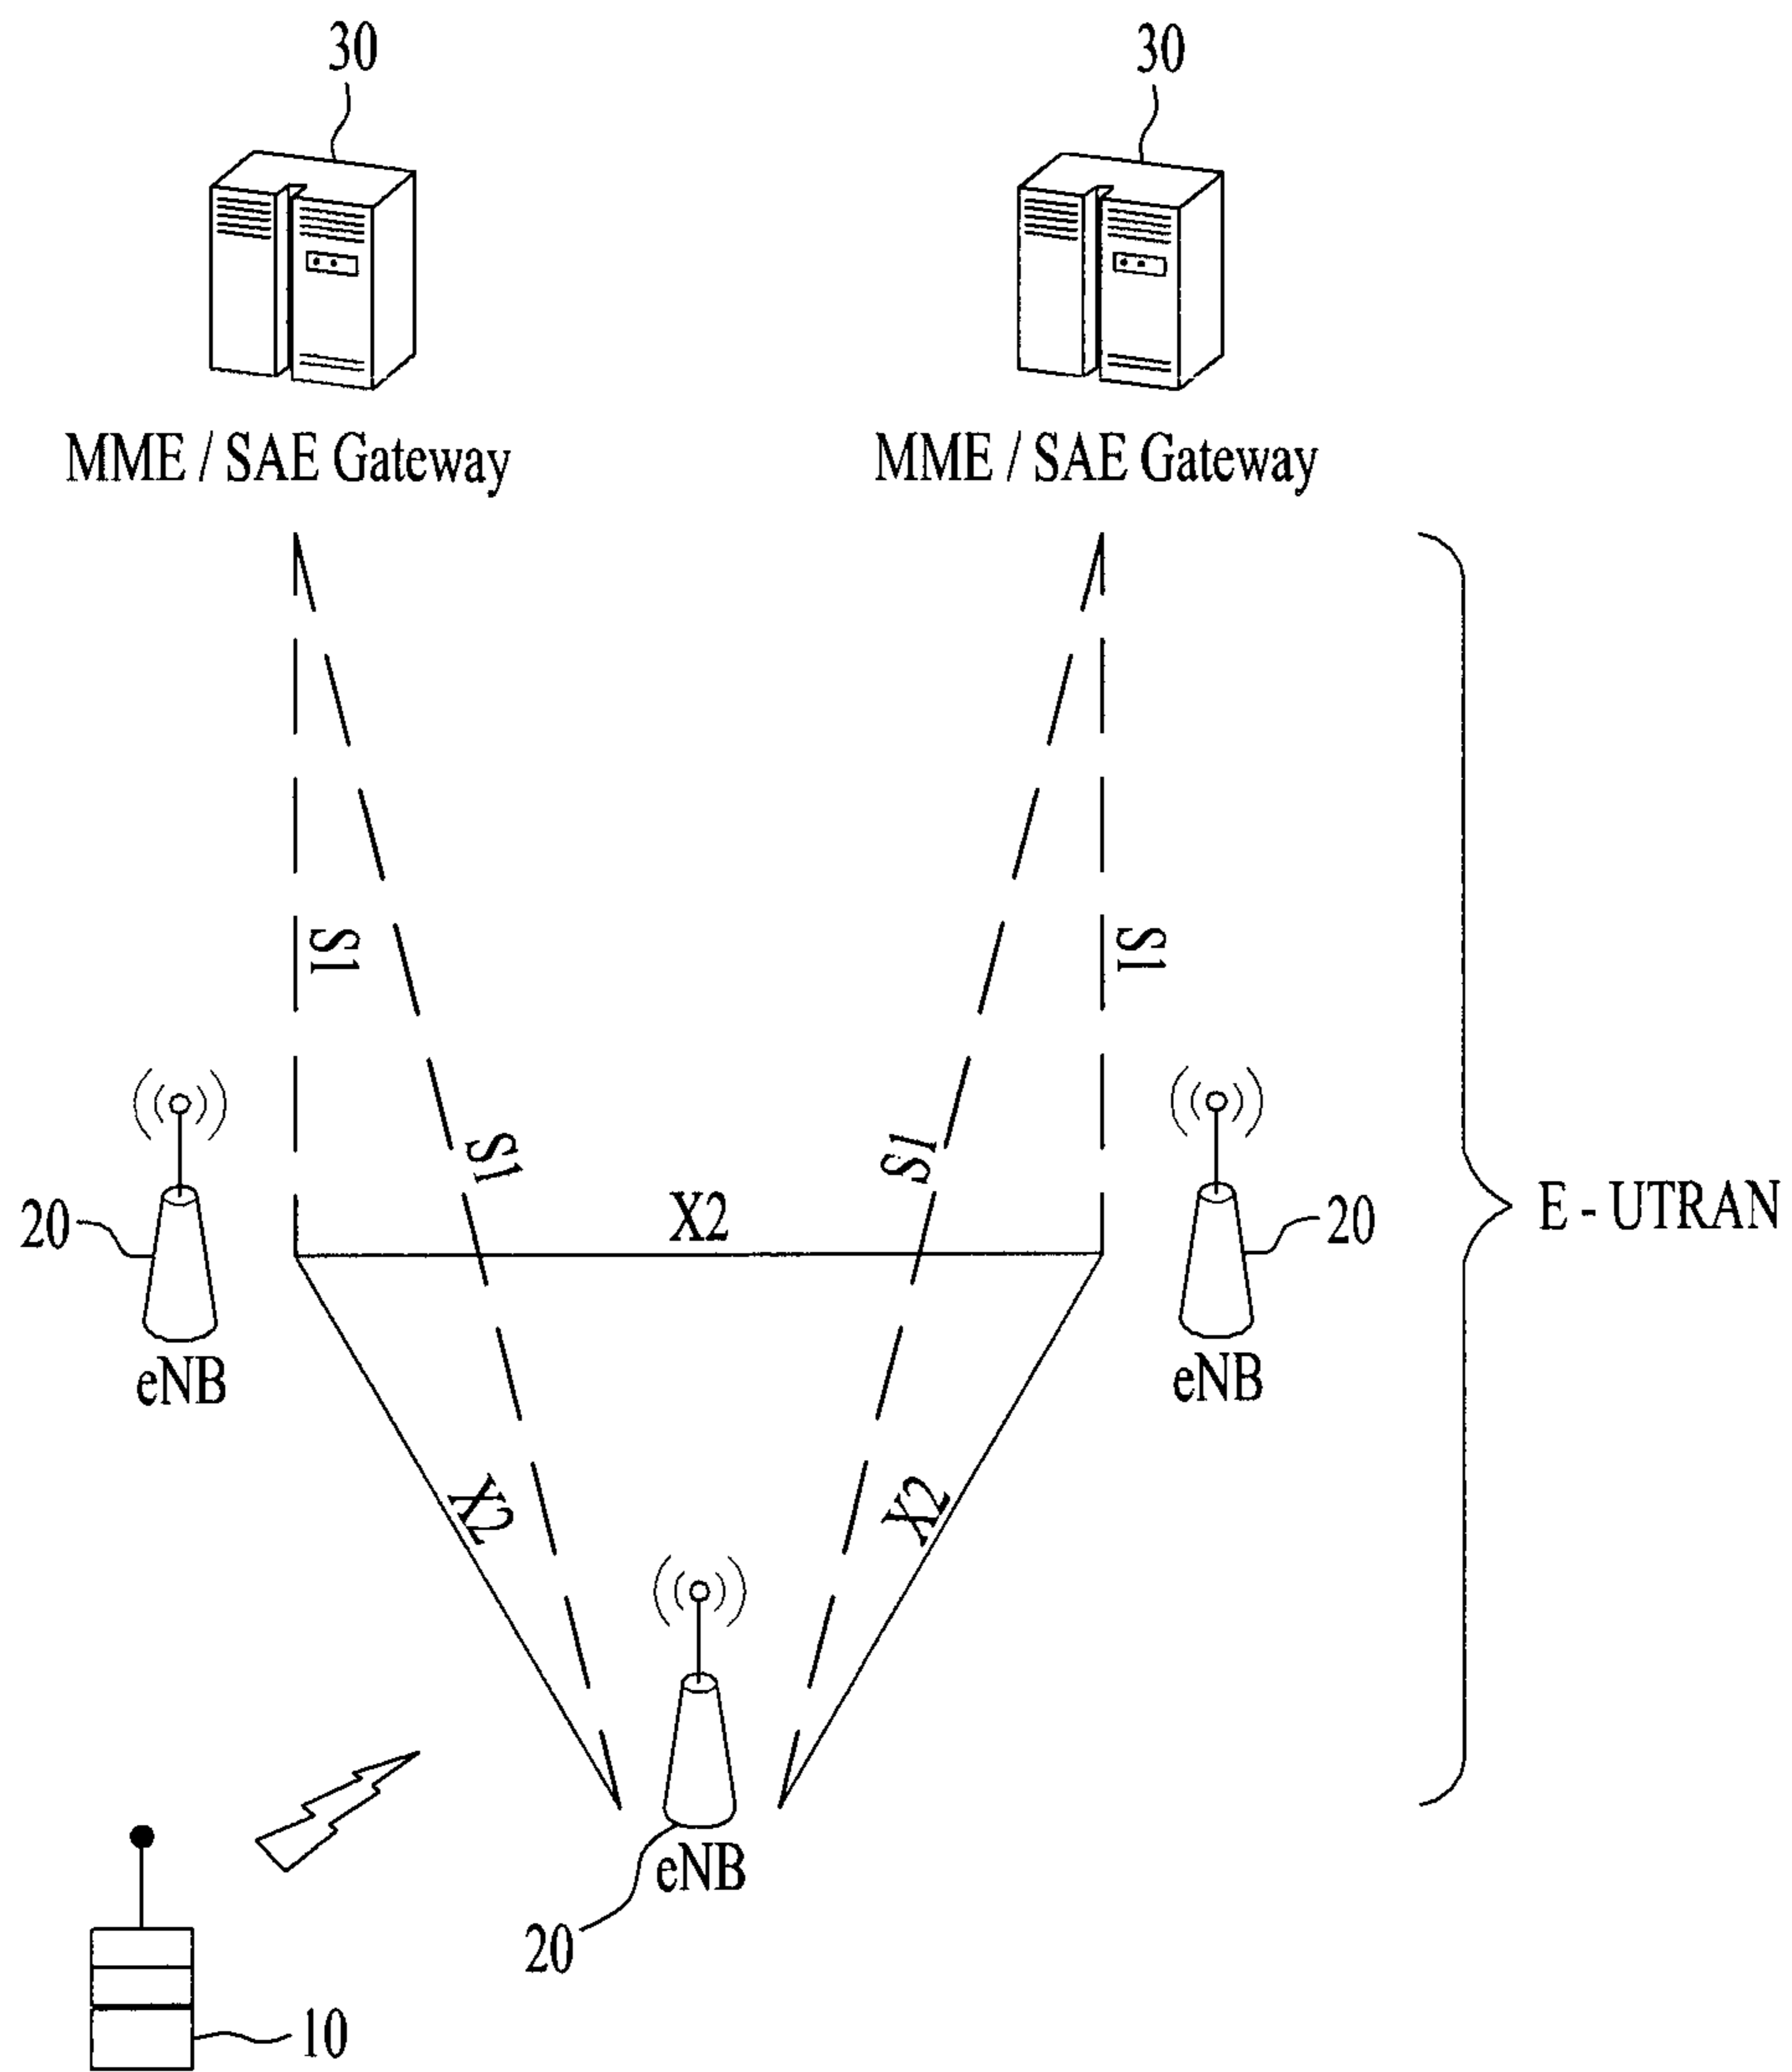 30
30
MME / SAE Gateway
MME / SAE Gateway
S1
S1
S1
S1
X2
20
20
E - UTRAN
eNB
eNB
X2
X2
eNB
20
10